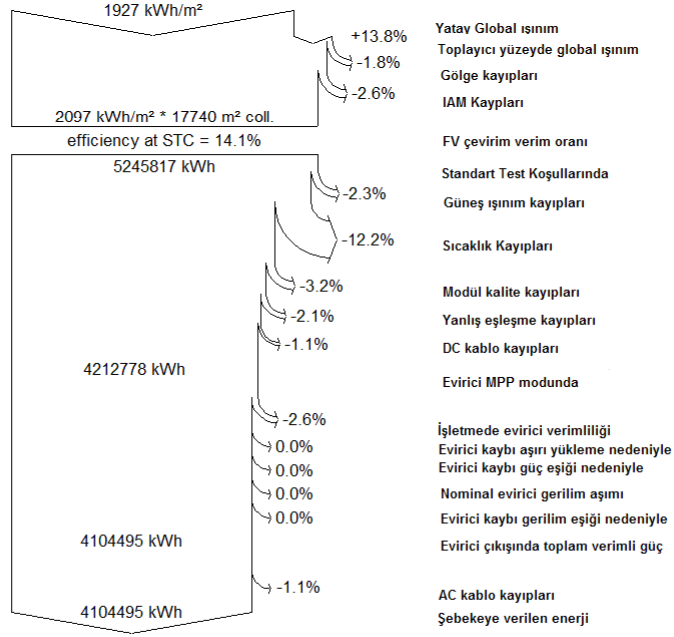 1927 kWh/m²
Yatay Global ışınım
+13.8%
Toplayıcı yüzeyde global ışınım
-1.8%
Gölge kayıpları
-2.6%
IAM Kaypları
2097 kWh/m² * 17740 m² coll.
efficiency at STC = 14.1%
FV çevirim verim oranı
5245817 kWh
Standart Test Koşullarında
-2.3%
Güneş ışınım kayıpları
-12.2%
Sıcaklık Kayıpları
-3.2%
Modül kalite kayıpları
-2.1%
Yanlış eşleşme kayıpları
-1.1%
DC kablo kayıpları
4212778 kWh
Evirici MPP modunda
-2.6%
İşletmede evirici verimliliği
0.0%
Evirici kaybı aşırı yükleme nedeniyle
0.0%
Evirici kaybı güç eşiği nedeniyle
0.0%
Nominal evirici gerilim aşımı
0.0%
Evirici kaybı gerilim eşiği nedeniyle
4104495 kWh
Evirici çıkışında toplam verimli güç
-1.1%
AC kablo kayıpları
4104495 kWh
Şebekeye verilen enerji